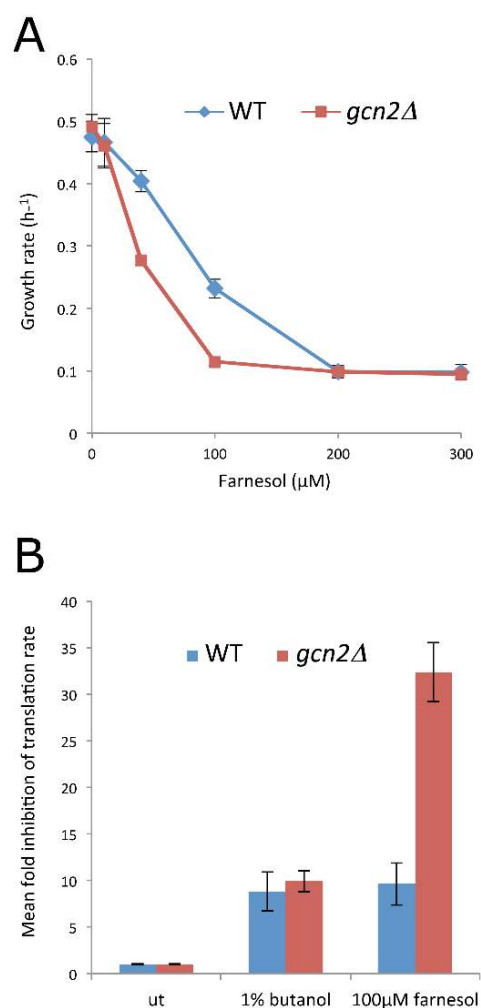 A
0.6
WT gcn2Δ
0.5
0.4
0.3
0.2
0.1
0
Growth rate (h-1)
0 100 200 300
Farnesol (μM)
B
40
WT gcn2Δ
35
30
25
20
15
10
5
0
Mean fold inhibition of translation rate
ut 1% butanol 100μM farnesol